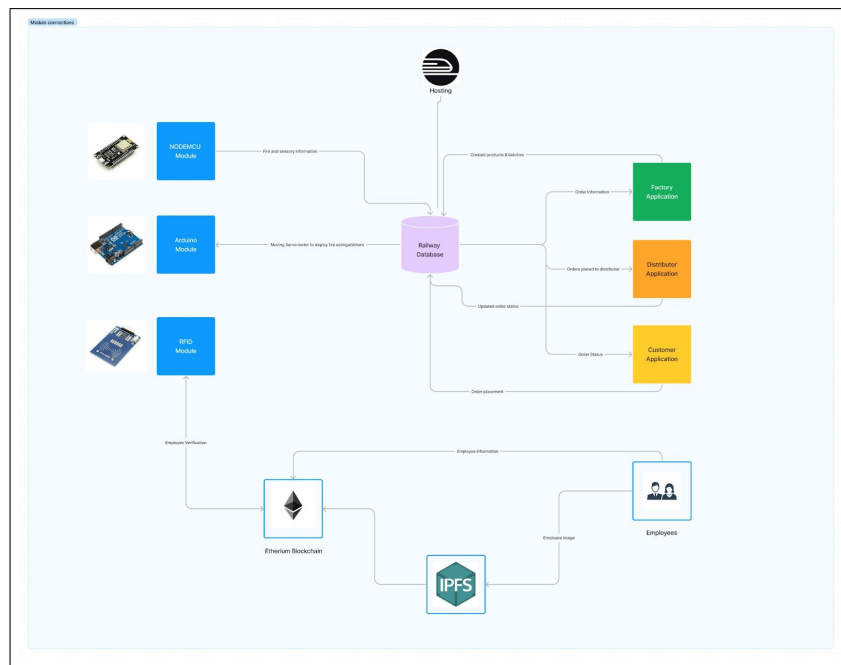 Module connections
Hosting
NODEMCU
Module
Fire and sensory information
Created products & batches
Factory
Application
Order Information
Arduino
Module
Moving Servo motor to deploy fire extinguishers
Railway
Database
Orders placed to distributor
Distributor
Application
Updated order status
RFID
Module
Order Status
Customer
Application
Order placement
Employee Verification
Employee Information
Etherium Blockchain
Employee Image
Employees
IPFS